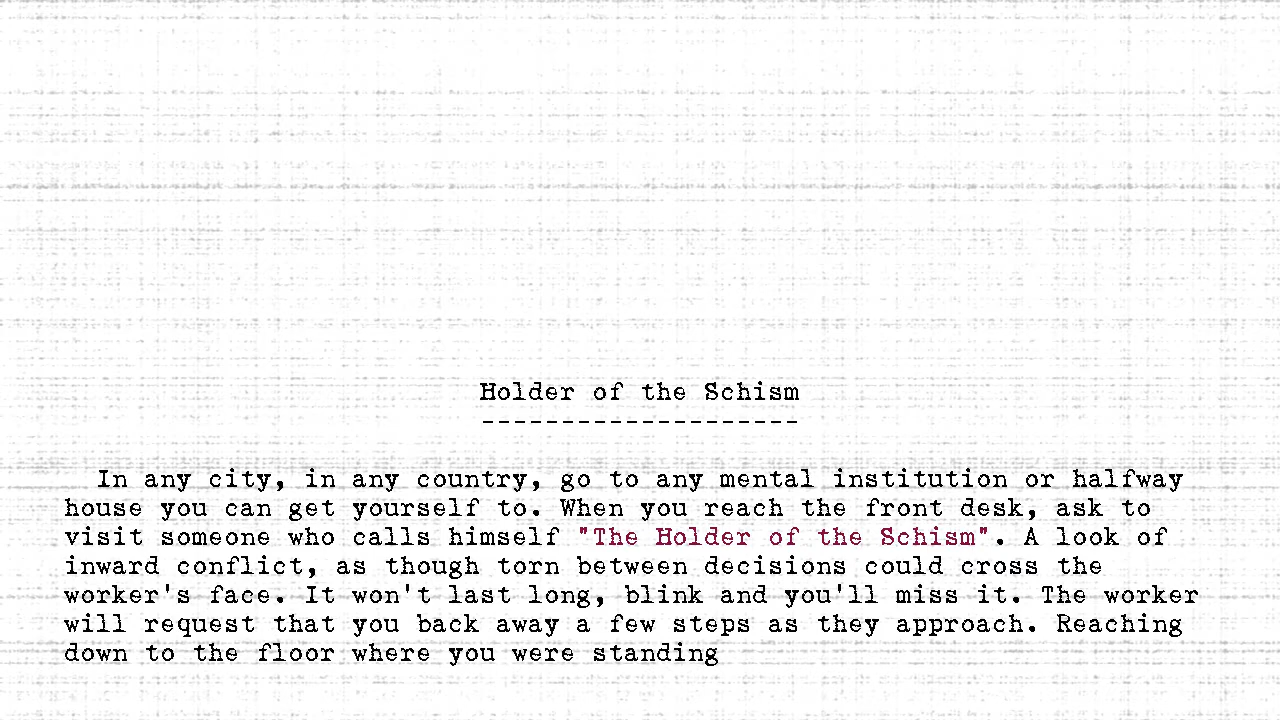 Holder of the Schism
--------------------
In any city, in any country, go to any mental institution or halfway
house you can get yourself to. When you reach the front desk, ask to
visit someone who calls himself "The Holder of the Schism". A look of
inward conflict, as though torn between decisions could cross the
worker's face. It won't last long, blink and you'll miss it. The worker
will request that you back away a few steps as they approach. Reaching
down to the floor where you were standing